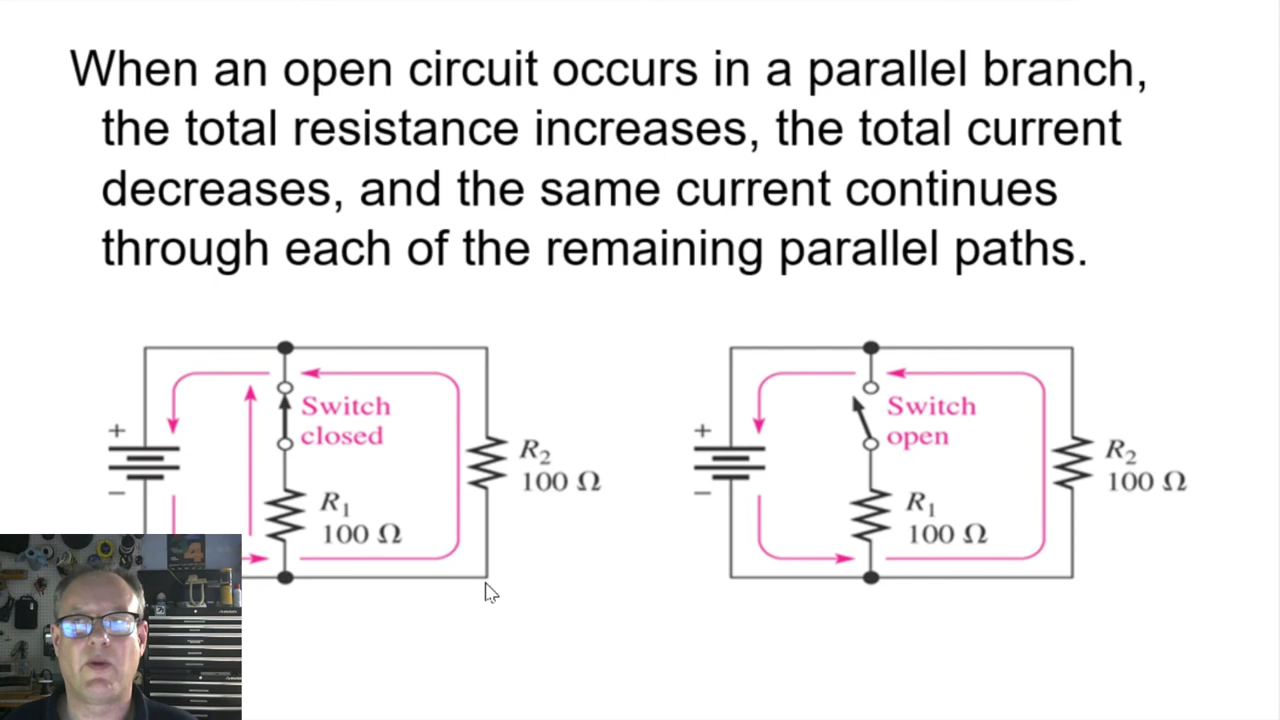 When an open circuit occurs in a parallel branch,
the total resistance increases, the total current
decreases, and the same current continues
through each of the remaining parallel paths.
+
−
Switch
closed
R₁
100 Ω
R₂
100 Ω
+
−
Switch
open
R₁
100 Ω
R₂
100 Ω
4